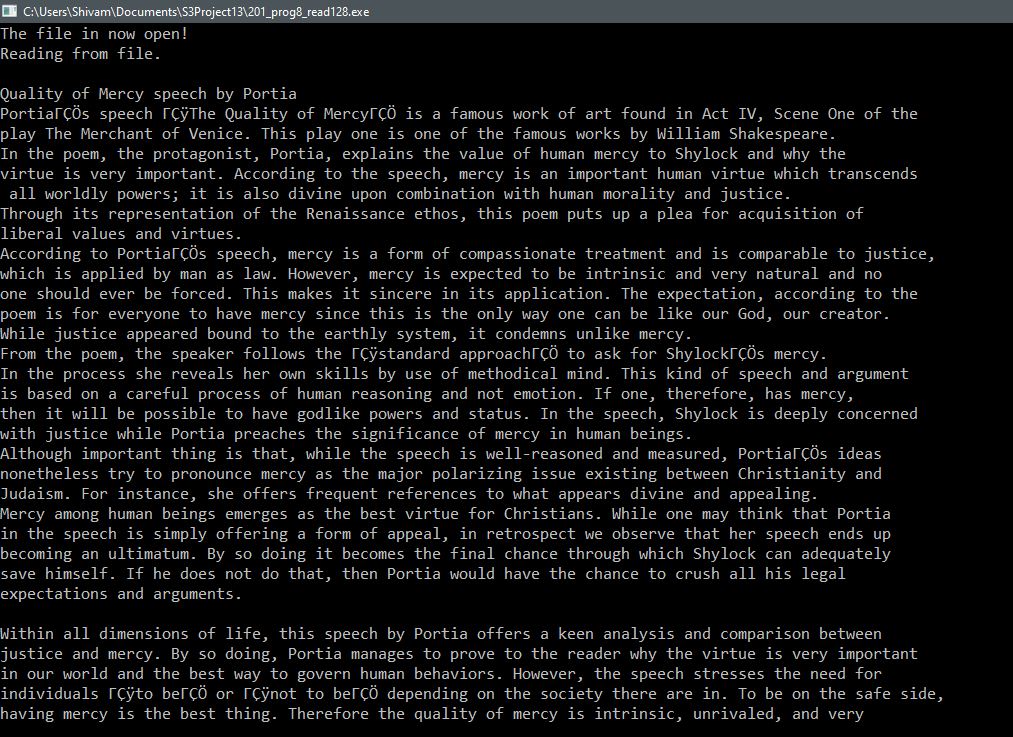 C:\Users\Shivam\Documents\S3Project13\201_prog8_read128.exe
The file in now open!
Reading from file.

Quality of Mercy speech by Portia
PortiaΓÇÖs speech ΓÇÿThe Quality of MercyΓÇÖ is a famous work of art found in Act IV, Scene One of the
play The Merchant of Venice. This play one is one of the famous works by William Shakespeare.
In the poem, the protagonist, Portia, explains the value of human mercy to Shylock and why the
virtue is very important. According to the speech, mercy is an important human virtue which transcends
 all worldly powers; it is also divine upon combination with human morality and justice.
Through its representation of the Renaissance ethos, this poem puts up a plea for acquisition of
liberal values and virtues.
According to PortiaΓÇÖs speech, mercy is a form of compassionate treatment and is comparable to justice,
which is applied by man as law. However, mercy is expected to be intrinsic and very natural and no
one should ever be forced. This makes it sincere in its application. The expectation, according to the
poem is for everyone to have mercy since this is the only way one can be like our God, our creator.
While justice appeared bound to the earthly system, it condemns unlike mercy.
From the poem, the speaker follows the ΓÇÿstandard approachΓÇÖ to ask for ShylockΓÇÖs mercy.
In the process she reveals her own skills by use of methodical mind. This kind of speech and argument
is based on a careful process of human reasoning and not emotion. If one, therefore, has mercy,
then it will be possible to have godlike powers and status. In the speech, Shylock is deeply concerned
with justice while Portia preaches the significance of mercy in human beings.
Although important thing is that, while the speech is well-reasoned and measured, PortiaΓÇÖs ideas
nonetheless try to pronounce mercy as the major polarizing issue existing between Christianity and
Judaism. For instance, she offers frequent references to what appears divine and appealing.
Mercy among human beings emerges as the best virtue for Christians. While one may think that Portia
in the speech is simply offering a form of appeal, in retrospect we observe that her speech ends up
becoming an ultimatum. By so doing it becomes the final chance through which Shylock can adequately
save himself. If he does not do that, then Portia would have the chance to crush all his legal
expectations and arguments.

Within all dimensions of life, this speech by Portia offers a keen analysis and comparison between
justice and mercy. By so doing, Portia manages to prove to the reader why the virtue is very important
in our world and the best way to govern human behaviors. However, the speech stresses the need for
individuals ΓÇÿto beΓÇÖ or ΓÇÿnot to beΓÇÖ depending on the society there are in. To be on the safe side,
having mercy is the best thing. Therefore the quality of mercy is intrinsic, unrivaled, and very